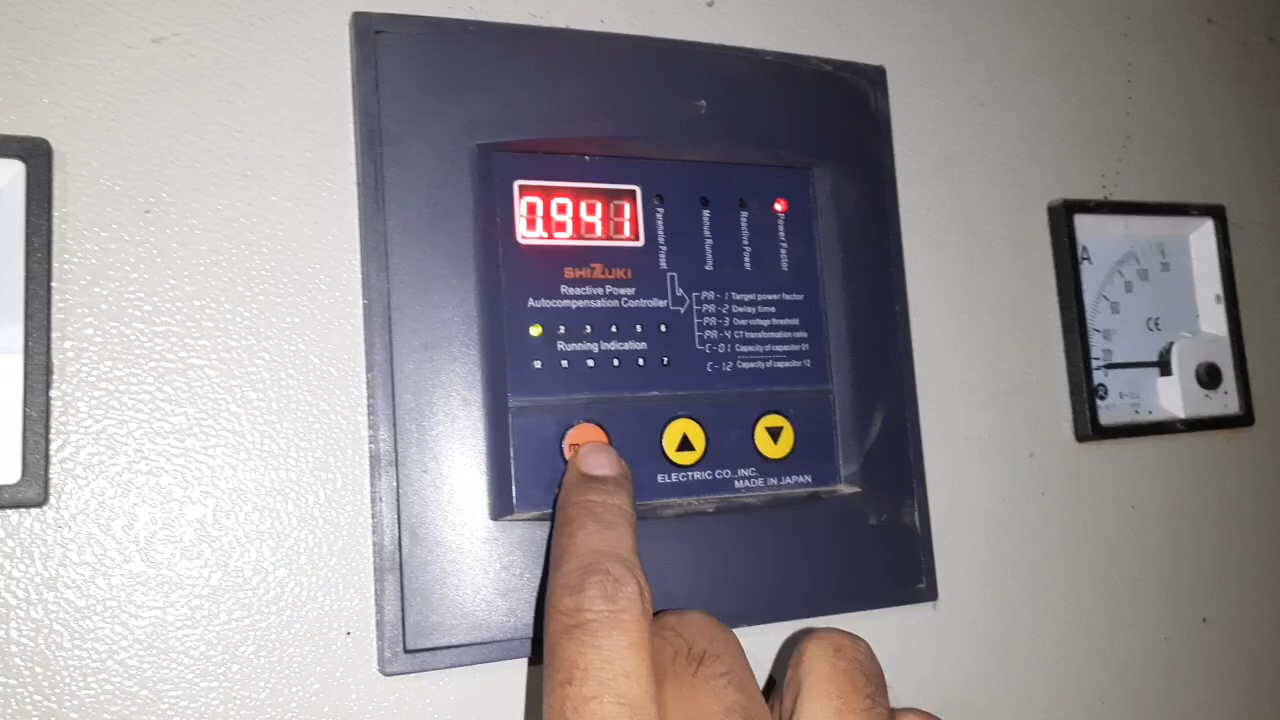 0.941
Parameter Preset
Manual Running
Reactive Power
Power Factor
SHIZUKI
Reactive Power
Autocompensation Controller
PA-1 Target power factor
PA-2 Delay time
PA-3 Over voltage threshold
PA-4 CT transformation ratio
C-01 Capacity of capacitor 01
C-12 Capacity of capacitor 12
2 3 4 5 6
Running Indication
12 11 10 9 8 7
ELECTRIC CO.,INC.
MADE IN JAPAN
A
CE